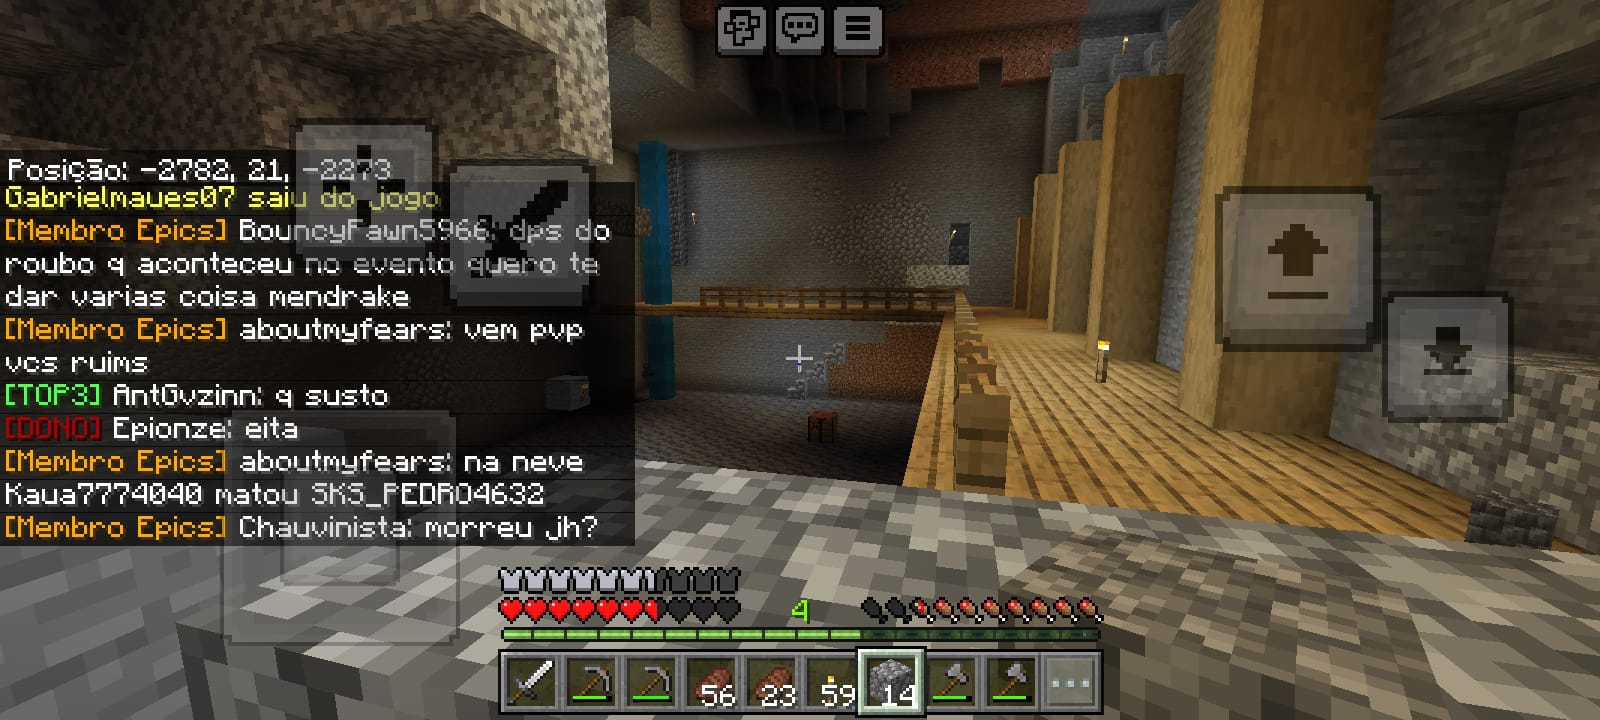 Posição: -2782, 21, -2273
Gabrielmaues07 saiu do jogo
[Membro Epics] BouncyFawn5966: dps do
roubo q aconteceu no evento quero te
dar varias coisa mendrake
[Membro Epics] aboutmyfears: vem pvp
vcs ruims
[TOP3] AntGvzinn: q susto
[DONO] Epionze: eita
[Membro Epics] aboutmyfears: na neve
Kaua7774040 matou SKS_PEDRO4632
[Membro Epics] Chauvinista: morreu jh?
4
56 23 59 14